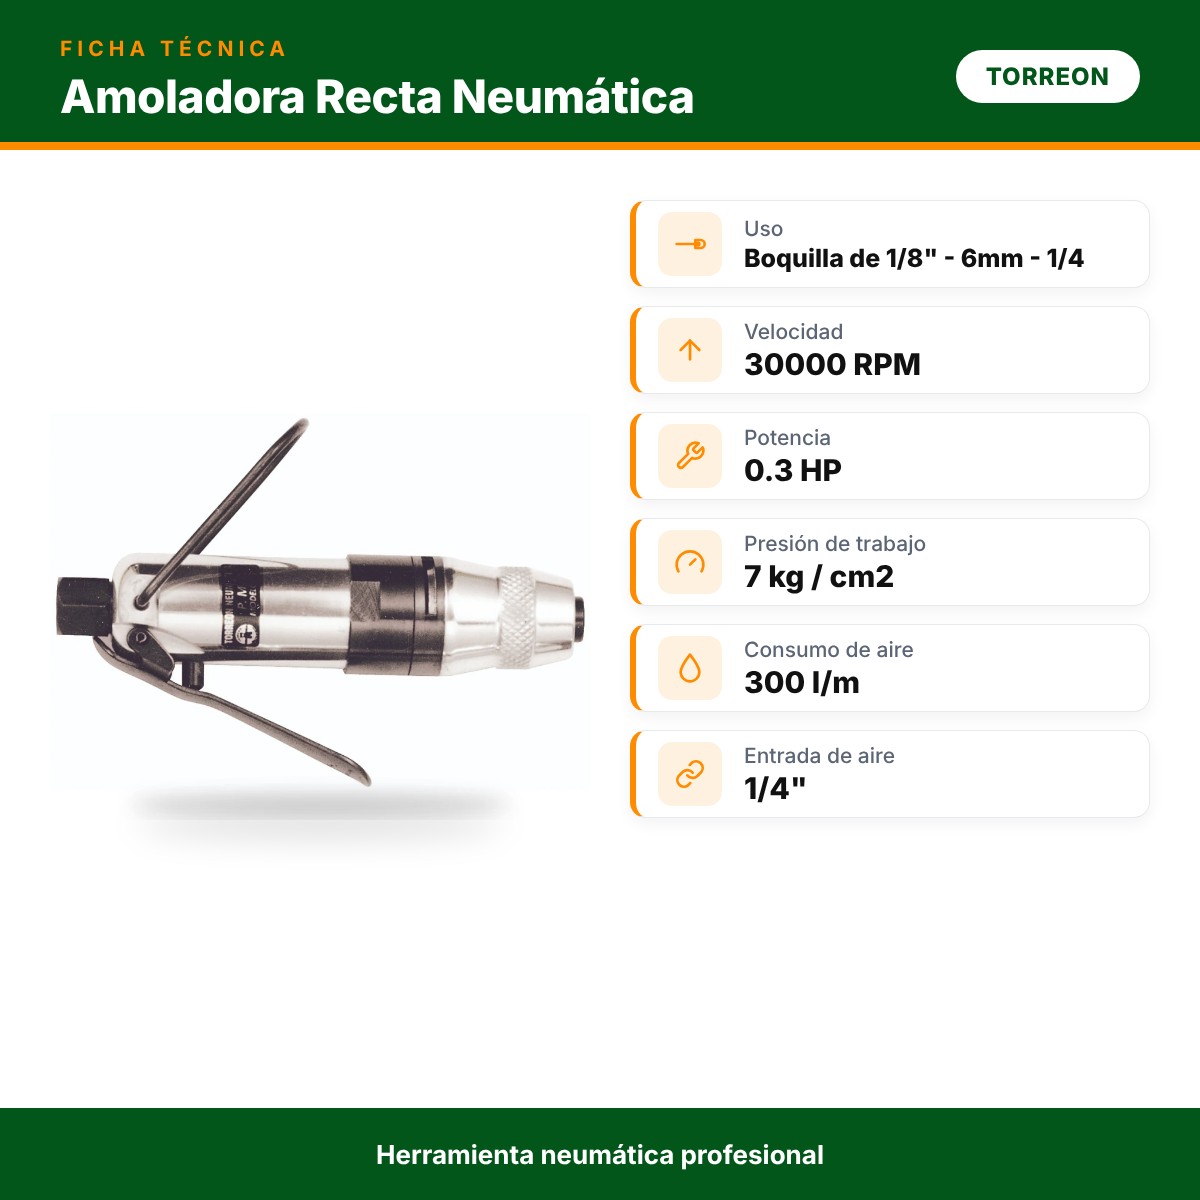 FICHA TÉCNICA
Amoladora Recta Neumática
TORREON
Uso
Boquilla de 1/8" - 6mm - 1/4
Velocidad
30000 RPM
Potencia
0.3 HP
Presión de trabajo
7 kg / cm2
Consumo de aire
300 l/m
Entrada de aire
1/4"
TORREON
Herramienta neumática profesional